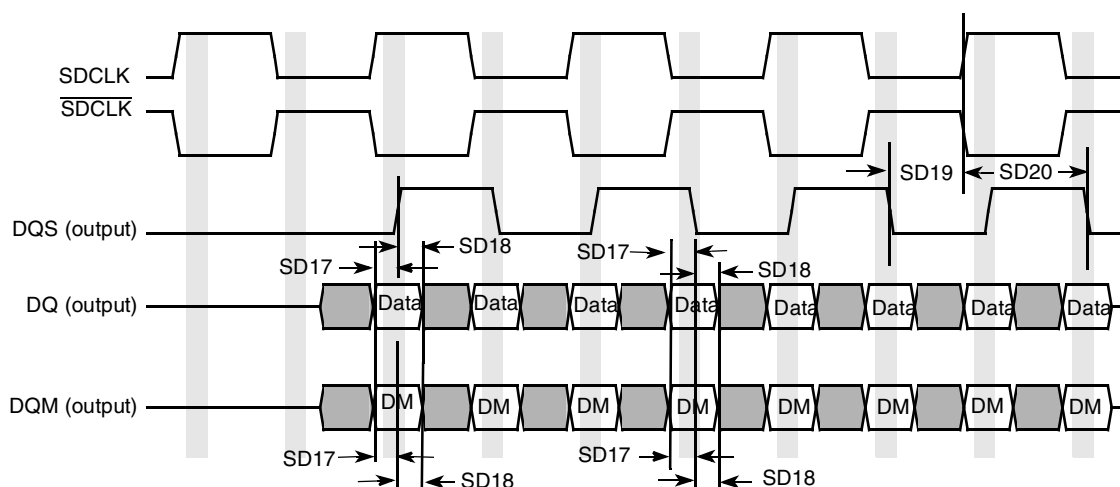 SDCLK
SDCLK
SD19
SD20
DQS (output)
SD18
SD17
SD17
SD18
DQ (output)
Data
Data
Data
Data
Data
Data
Data
Data
DQM (output)
DM
DM
DM
DM
DM
DM
DM
DM
SD17
SD17
SD18
SD18